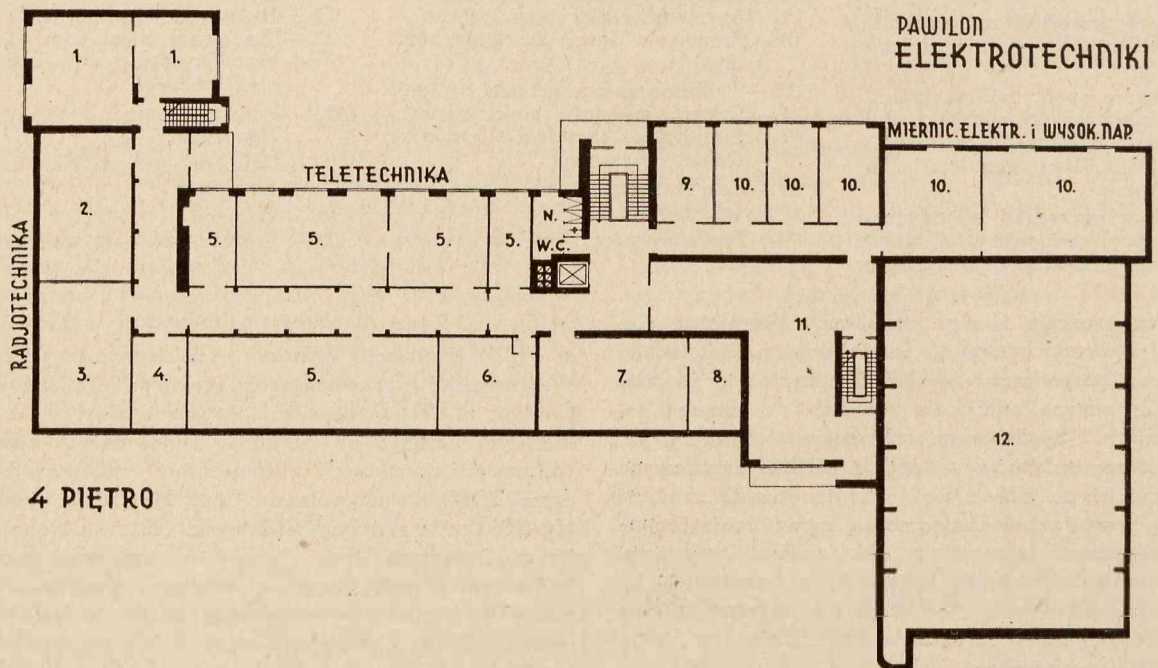 PAWILON
ELEKTROTECHNIKI
1. 1.
MIERNIC. ELEKTR. i WYSOK. NAP.
TELETECHNIKA
RADJOTECHNIKA
2.
5. 5. 5. 5.
N.
W.C.
9. 10. 10. 10. 10. 10.
3. 4. 5. 6. 7. 8.
11.
12.
4 PIĘTRO